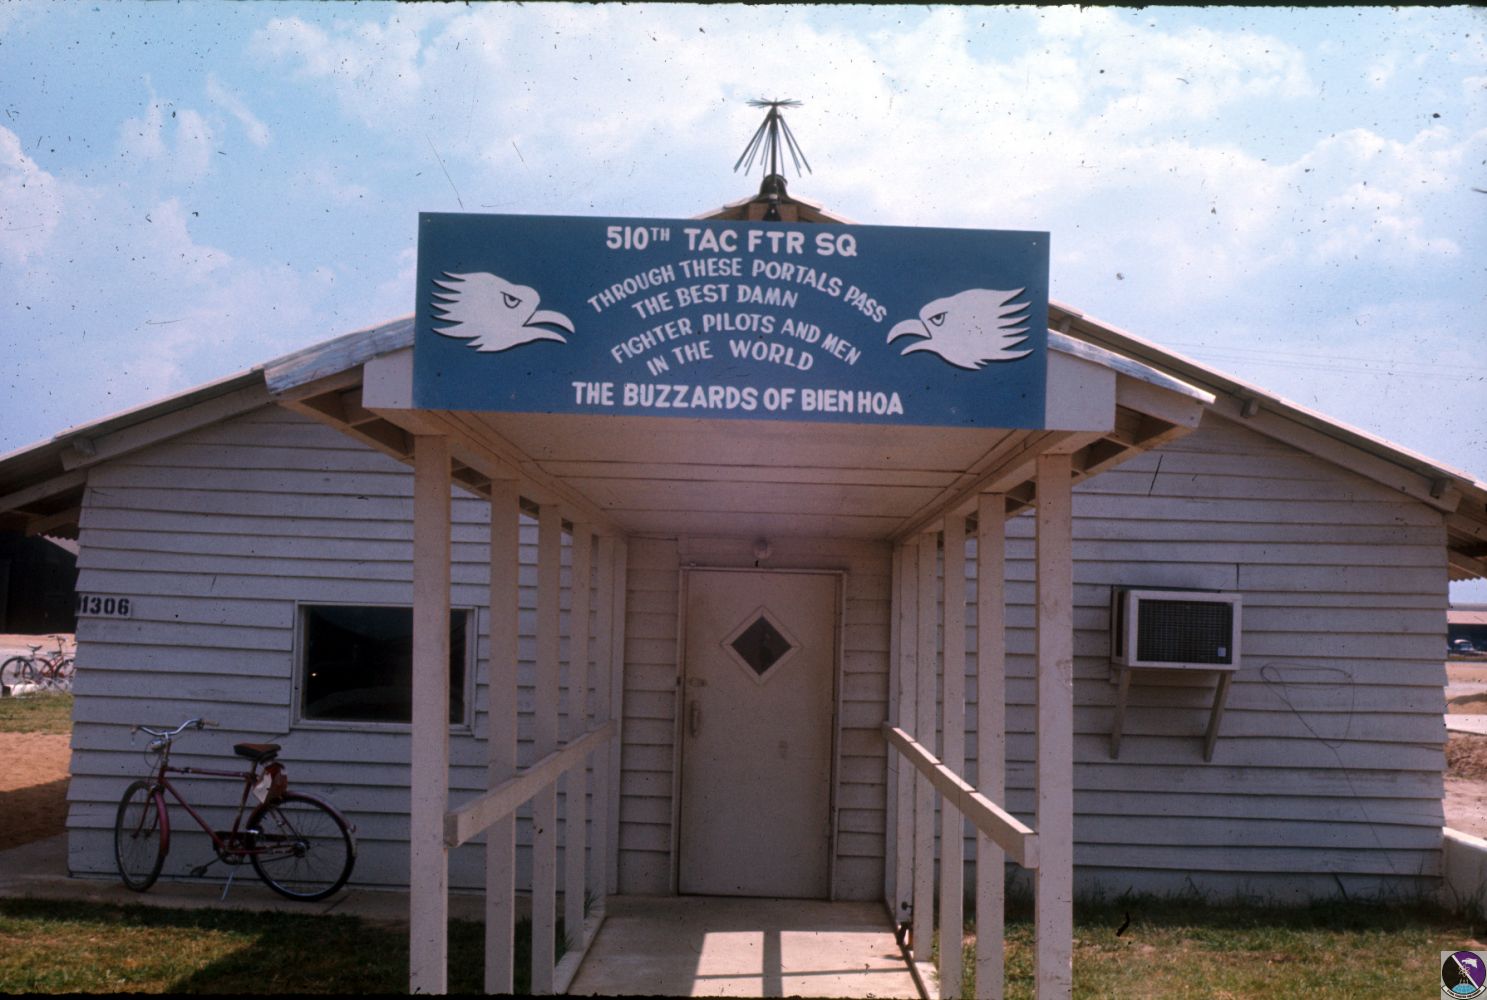 510TH TAC FTR SQ
THROUGH THESE PORTALS PASS
THE BEST DAMN
FIGHTER PILOTS AND MEN
IN THE WORLD
THE BUZZARDS OF BIEN HOA
1306